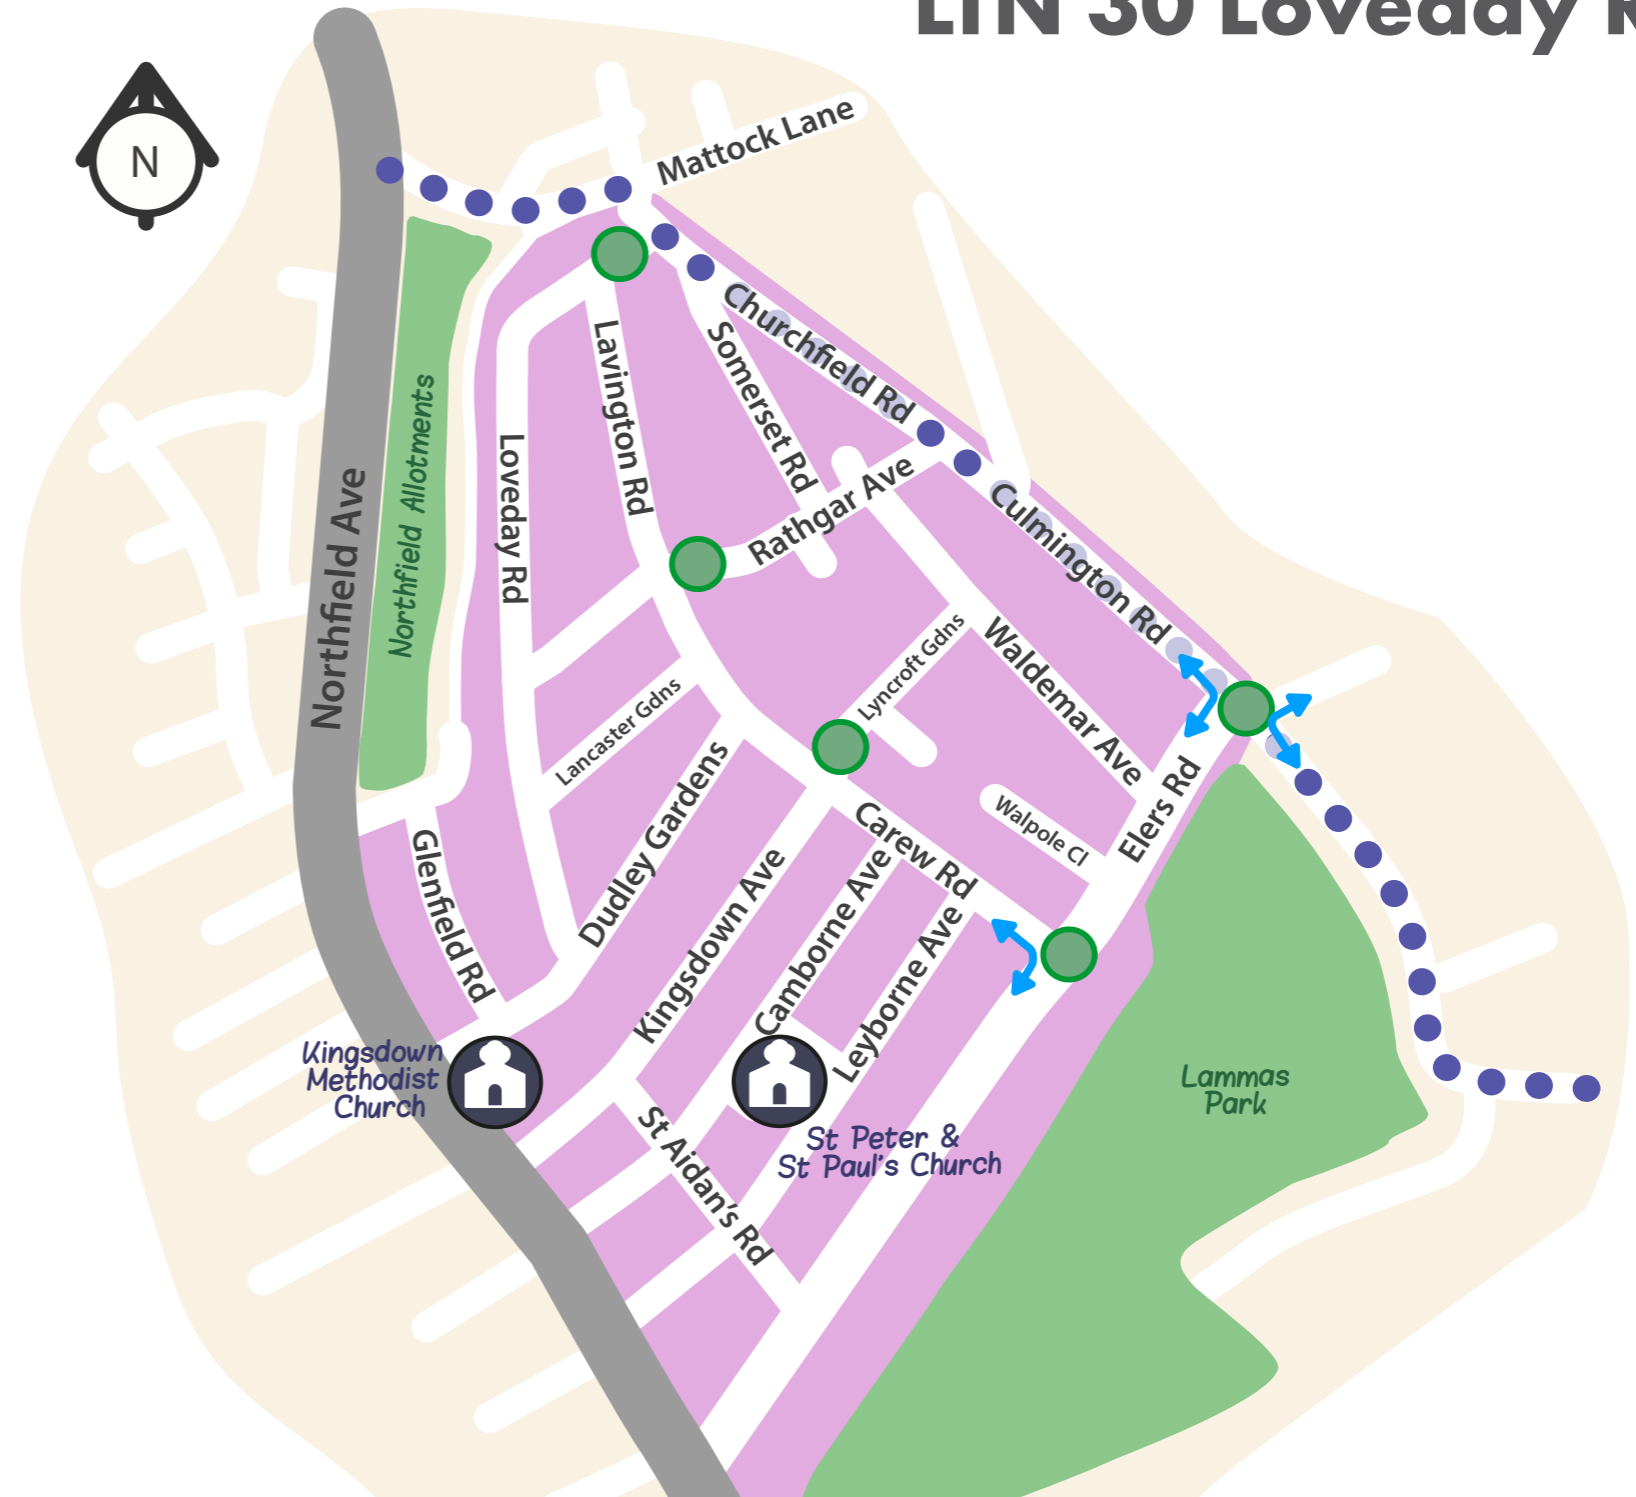 LTN 30 Loveday R
N
Mattock Lane
Churchfield Rd
Somerset Rd
Lavington Rd
Northfield Allotments
Loveday Rd
Rathgar Ave
Culmington Rd
Northfield Ave
Lyncroft Gdns
Waldemar Ave
Lancaster Gdns
Elers Rd
Dudley Gardens
Walpole Cl
Carew Rd
Glenfield Rd
Kingsdown Ave
Camborne Ave
Leyborne Ave
Kingsdown
Methodist
Church
Lammas
Park
St Peter &
St Paul's Church
St Aidan's Rd